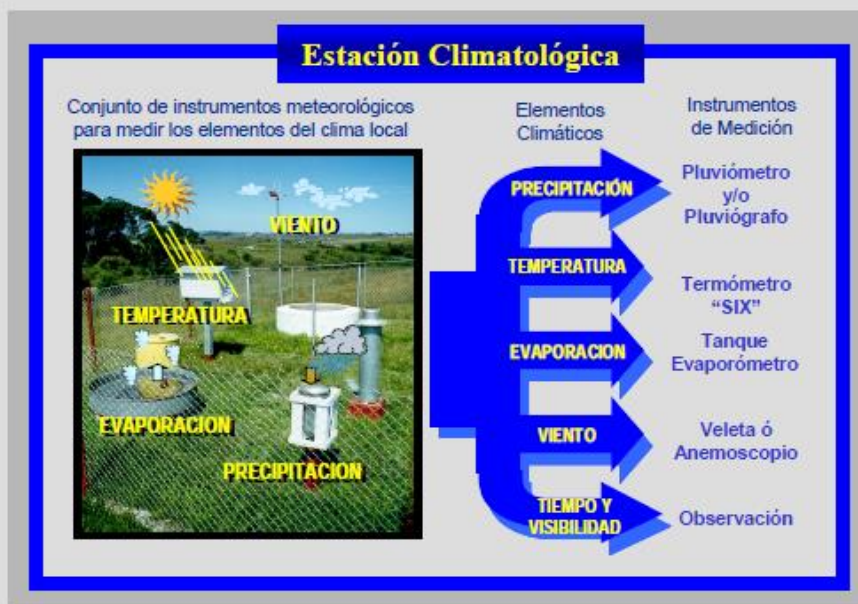 Estación Climatológica
Conjunto de instrumentos meteorológicos
para medir los elementos del clima local
VIENTO
TEMPERATURA
EVAPORACION
PRECIPITACION
Elementos
Climáticos
PRECIPITACIÓN
TEMPERATURA
EVAPORACION
VIENTO
TIEMPO Y
VISIBILIDAD
Instrumentos
de Medición
Pluviómetro
y/o
Pluviógrafo
Termómetro
“SIX”
Tanque
Evaporómetro
Veleta ó
Anemoscopio
Observación